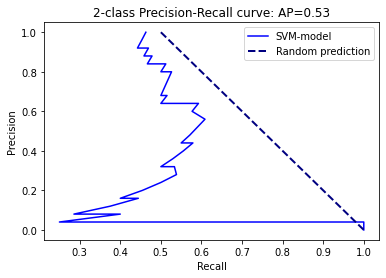 2-class Precision-Recall curve: AP=0.53
SVM-model
Random prediction
Precision
1.0
0.8
0.6
0.4
0.2
0.0
0.3 0.4 0.5 0.6 0.7 0.8 0.9 1.0
Recall